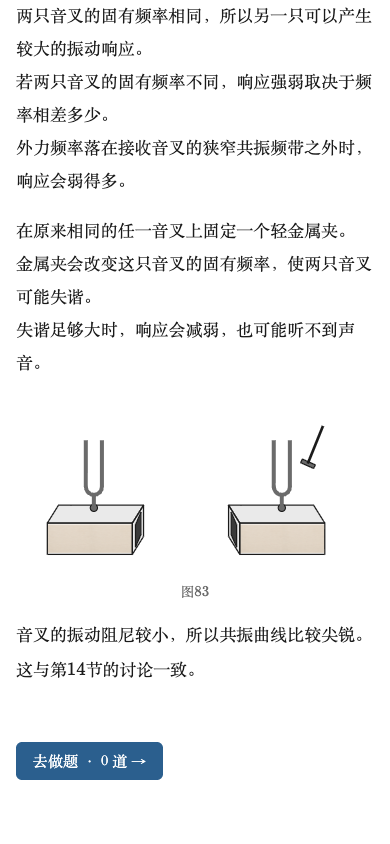 两只音叉的固有频率相同，所以另一只可以产生
较大的振动响应。
若两只音叉的固有频率不同，响应强弱取决于频
率相差多少。
外力频率落在接收音叉的狭窄共振频带之外时，
响应会弱得多。
在原来相同的任一音叉上固定一个轻金属夹。
金属夹会改变这只音叉的固有频率，使两只音叉
可能失谐。
失谐足够大时，响应会减弱，也可能听不到声
音。
图83
音叉的振动阻尼较小，所以共振曲线比较尖锐。
这与第14节的讨论一致。
去做题 · 0 道 →